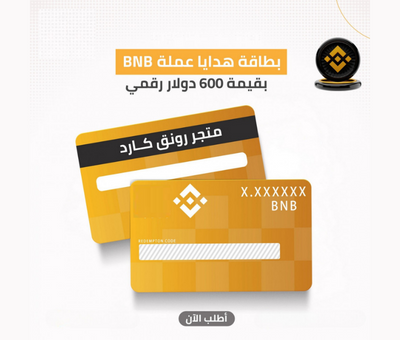 بطاقة هدايا عملة BNB
بقيمة 600 دولار رقمي
متجر رونق كارد
X.XXXXXX
BNB
REDEMPTION CODE
أطلب الآن